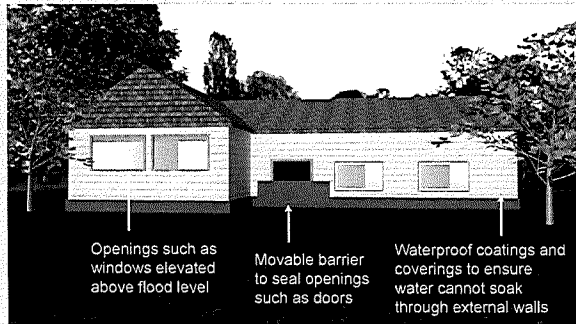 Openings such as
windows elevated
above flood level
Movable barrier
to seal openings
such as doors
Waterproof coatings and
coverings to ensure
water cannot soak
through external walls